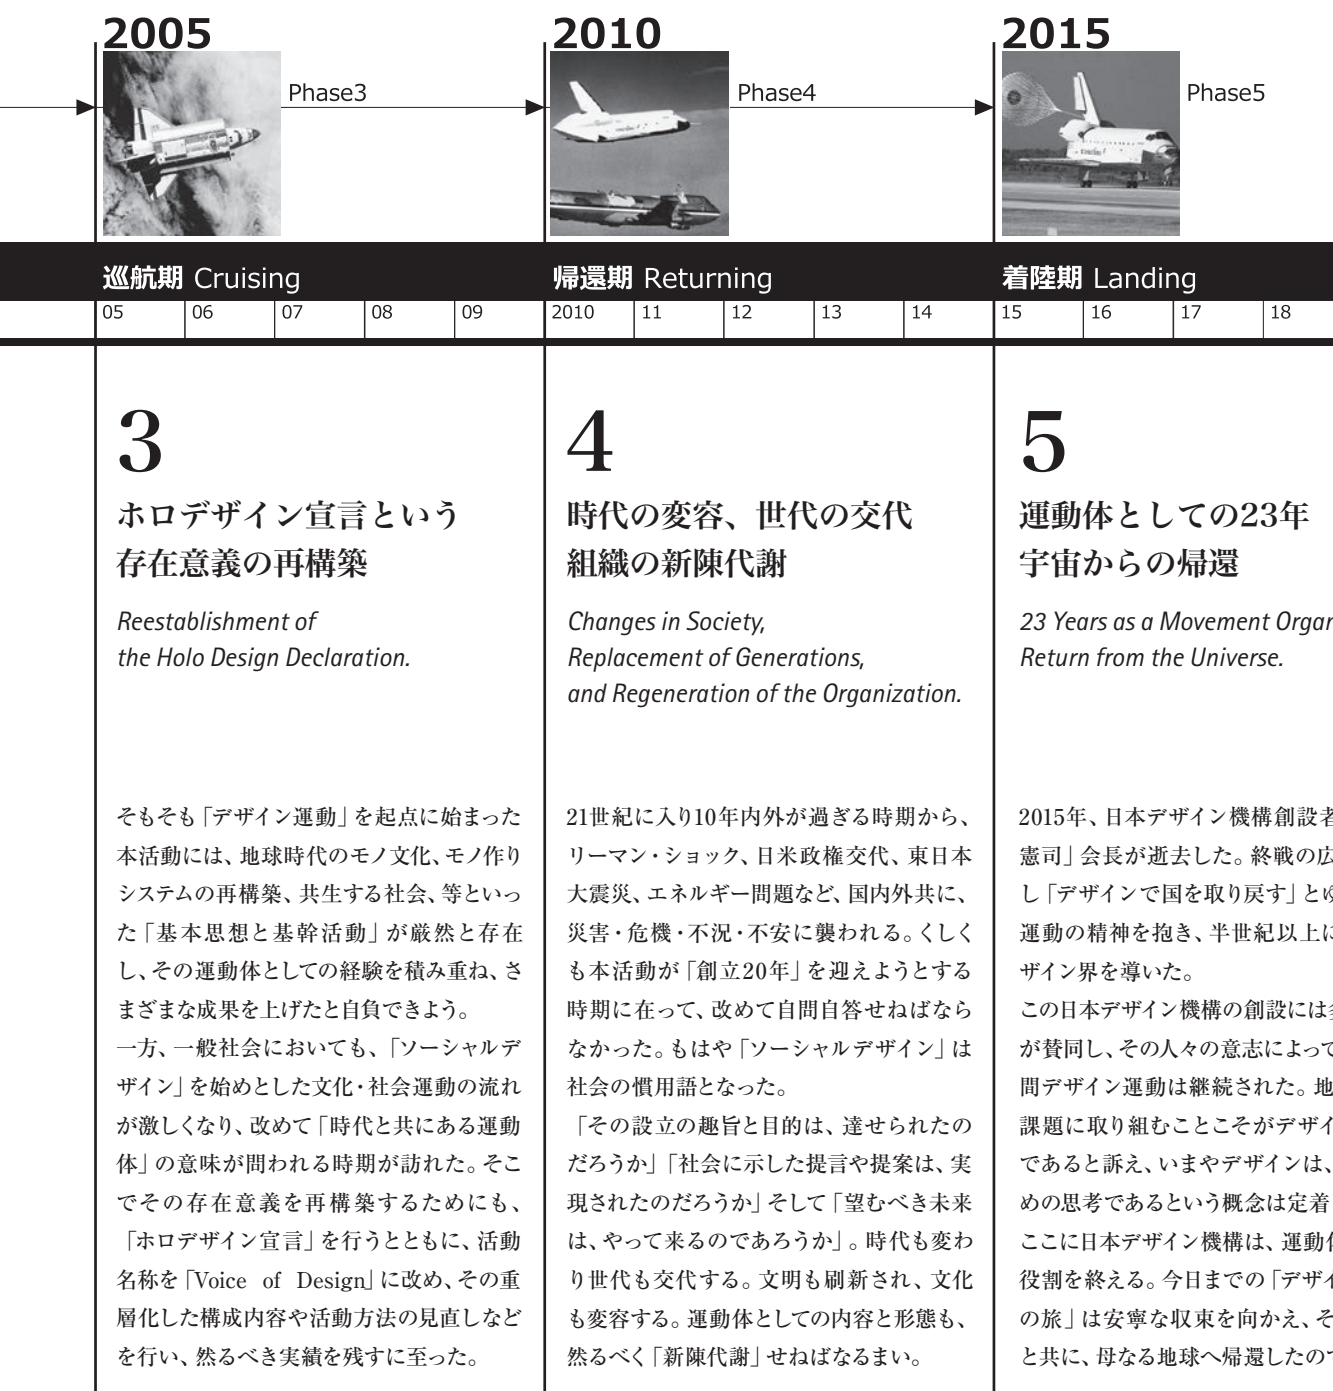 2005
2010
2015
Phase3
Phase4
Phase5
巡航期 Cruising
帰還期 Returning
着陸期 Landing
05 06 07 08 09 2010 11 12 13 14 15 16 17 18
3
ホロデザイン宣言という
存在意義の再構築
Reestablishment of
the Holo Design Declaration.
そもそも「デザイン運動」を起点に始まった
本活動には、地球時代のモノ文化、モノ作り
システムの再構築、共生する社会、等といっ
た「基本思想と基幹活動」が厳然と存在
し、その運動体としての経験を積み重ね、さ
まざまな成果を上げたと自負できよう。
一方、一般社会においても、「ソーシャルデ
ザイン」を始めとした文化・社会運動の流れ
が激しくなり、改めて「時代と共にある運動
体」の意味が問われる時期が訪れた。そこ
でその存在意義を再構築するためにも、
「ホロデザイン宣言」を行うとともに、活動
名称を「Voice of Design」に改め、その重
層化した構成内容や活動方法の見直しなど
を行い、然るべき実績を残すに至った。
4
時代の変容、世代の交代
組織の新陳代謝
Changes in Society,
Replacement of Generations,
and Regeneration of the Organization.
21世紀に入り10年内外が過ぎる時期から、
リーマン・ショック、日米政権交代、東日本
大震災、エネルギー問題など、国内外共に、
災害・危機・不況・不安に襲われる。くしく
も本活動が「創立20年」を迎えようとする
時期に在って、改めて自問自答せねばなら
なかった。もはや「ソーシャルデザイン」は
社会の慣用語となった。
「その設立の趣旨と目的は、達せられたの
だろうか」「社会に示した提言や提案は、実
現されたのだろうか」そして「望むべき未来
は、やって来るのであろうか」。時代も変わ
り世代も交代する。文明も刷新され、文化
も変容する。運動体としての内容と形態も、
然るべく「新陳代謝」せねばなるまい。
5
運動体としての23年
宇宙からの帰還
23 Years as a Movement Organ
Return from the Universe.
2015年、日本デザイン機構創設者
憲司」会長が逝去した。終戦の広
し「デザインで国を取り戻す」とゆ
運動の精神を抱き、半世紀以上に
ザイン界を導いた。
この日本デザイン機構の創設には
が賛同し、その人々の意志によって
間デザイン運動は継続された。地
課題に取り組むことこそがデザイ
であると訴え、いまやデザインは、
めの思考であるという概念は定着
ここに日本デザイン機構は、運動体
役割を終える。今日までの「デザイ
の旅」は安寧な収束を向かえ、そ
と共に、母なる地球へ帰還したので